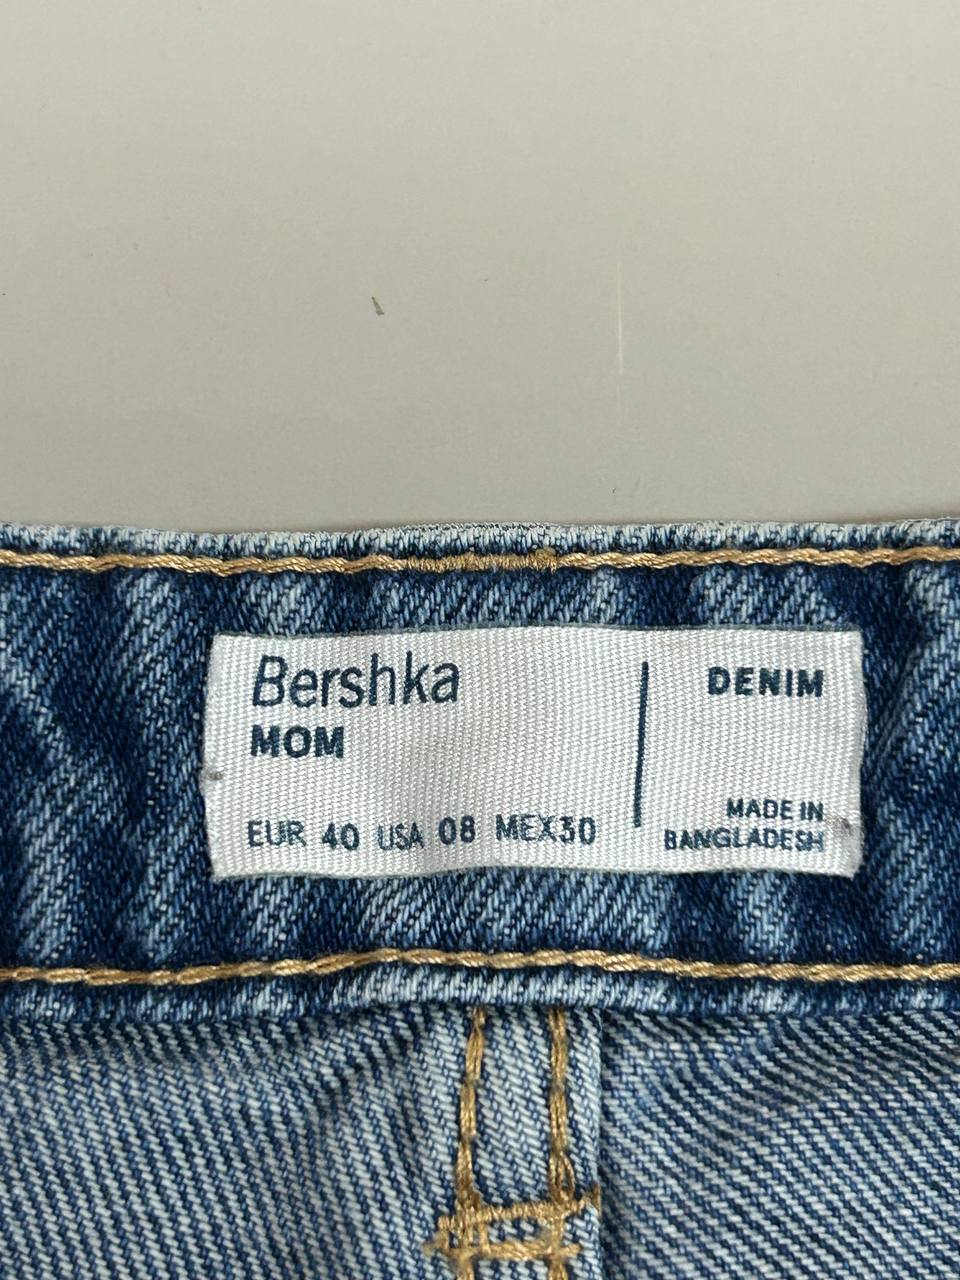 Bershka
MOM
EUR 40 USA 08 MEX30
DENIM
MADE IN
BANGLADESH